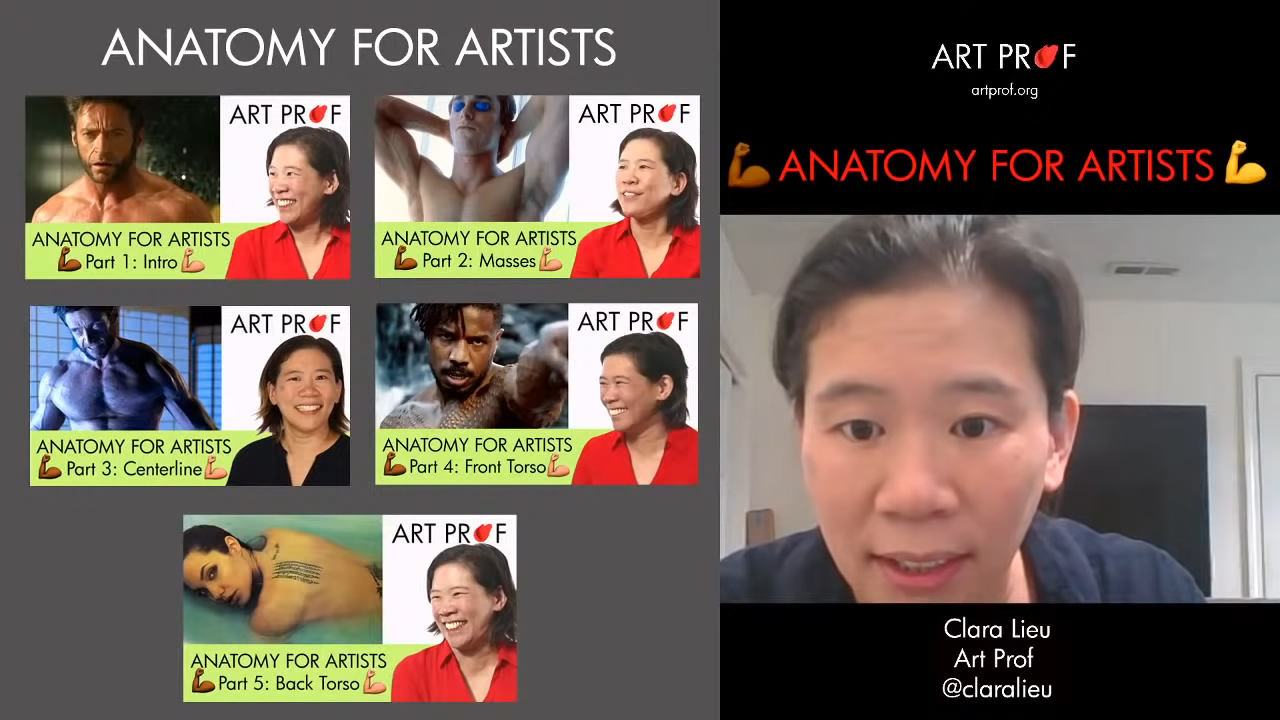 ANATOMY FOR ARTISTS
ART PROF
ANATOMY FOR ARTISTS
Part 1: Intro
ART PROF
ANATOMY FOR ARTISTS
Part 2: Masses
ART PROF
ANATOMY FOR ARTISTS
Part 3: Centerline
ART PROF
ANATOMY FOR ARTISTS
Part 4: Front Torso
ART PROF
ANATOMY FOR ARTISTS
Part 5: Back Torso
ART PROF
artprof.org
ANATOMY FOR ARTISTS
Clara Lieu
Art Prof
@claralieu